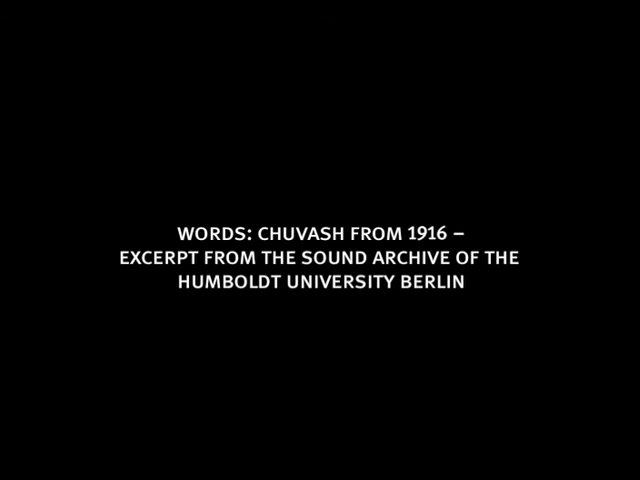 WORDS: CHUVASH FROM 1916 –
EXCERPT FROM THE SOUND ARCHIVE OF THE
HUMBOLDT UNIVERSITY BERLIN